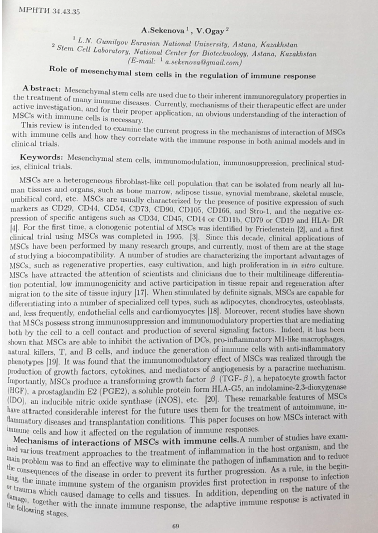 МРНТИ 34.43.35
A.Sekenova¹, V.Ogay²
¹ L.N. Gumilyov Eurasian National University, Astana, Kazakhstan
² Stem Cell Laboratory, National Center for Biotechnology, Astana, Kazakhstan
(E-mail: ¹ a.sekenova@gmail.com)
Role of mesenchymal stem cells in the regulation of immune response
Abstract: Mesenchymal stem cells are used due to their inherent immunoregulatory properties in
the treatment of many immune diseases. Currently, mechanisms of their therapeutic effect are under
active investigation, and for their proper application, an obvious understanding of the interaction of
MSCs with immune cells is necessary.
This review is intended to examine the current progress in the mechanisms of interaction of MSCs
with immune cells and how they correlate with the immune response in both animal models and in
clinical trials.
Keywords: Mesenchymal stem cells, immunomodulation, immunosuppression, preclinical stud-
ies, clinical trials.
MSCs are a heterogeneous fibroblast-like cell population that can be isolated from nearly all hu-
man tissues and organs, such as bone marrow, adipose tissue, synovial membrane, skeletal muscle,
umbilical cord, etc. MSCs are usually characterized by the presence of positive expression of such
markers as CD29, CD44, CD54, CD73, CD90, CD105, CD166, and Stro-1, and the negative ex-
pression of specific antigens such as CD34, CD45, CD14 or CD11b, CD79 or CD19 and HLA- DR
[4]. For the first time, a clonogenic potential of MSCs was identified by Friedenstein [2], and a first
clinical trial using MSCs was completed in 1995. [3]. Since this decade, clinical applications of
MSCs have been performed by many research groups, and currently, most of them are at the stage
of studying a biocompatibility. A number of studies are characterizing the important advantages of
MSCs, such as regenerative properties, easy cultivation, and high proliferation in in vitro culture.
MSCs have attracted the attention of scientists and clinicians due to their multilineage differentia-
tion potential, low immunogenicity and active participation in tissue repair and regeneration after
migration to the site of tissue injury [17]. When stimulated by definite signals, MSCs are capable for
differentiating into a number of specialized cell types, such as adipocytes, chondrocytes, osteoblasts,
and, less frequently, endothelial cells and cardiomyocytes [18]. Moreover, recent studies have shown
that MSCs possess strong immunosuppression and immunomodulatory properties that are mediating
both by the cell to a cell contact and production of several signaling factors. Indeed, it has been
shown that MSCs are able to inhibit the activation of DCs, pro-inflammatory M1-like macrophages,
natural killers, T, and B cells, and induce the generation of immune cells with anti-inflammatory
phenotypes [19]. It was found that the immunomodulatory effect of MSCs was realized through the
production of growth factors, cytokines, and mediators of angiogenesis by a paracrine mechanism.
Importantly, MSCs produce a transforming growth factor β (TGF-β), a hepatocyte growth factor
(HGF), a prostaglandin E2 (PGE2), a soluble protein form HLA-G5, an indolamine-2,3-dioxygenase
(IDO), an inducible nitric oxide synthase (iNOS), etc. [20]. These remarkable features of MSCs
have attracted considerable interest for the future uses them for the treatment of autoimmune, in-
flammatory diseases and transplantation conditions. This paper focuses on how MSCs interact with
immune cells and how it affected on the regulation of immune responses.
Mechanisms of interactions of MSCs with immune cells.A number of studies have exam-
ined various treatment approaches to the treatment of inflammation in the host organism, and the
main problem was to find an effective way to eliminate the pathogen of inflammation and to reduce
the consequences of the disease in order to prevent its further progression. As a rule, in the begin-
ning, the innate immune system of the organism provides first protection in response to infection
or trauma which caused damage to cells and tissues. In addition, depending on the nature of the
damage, together with the innate immune response, the adaptive immune response is activated in
the following stages.
60